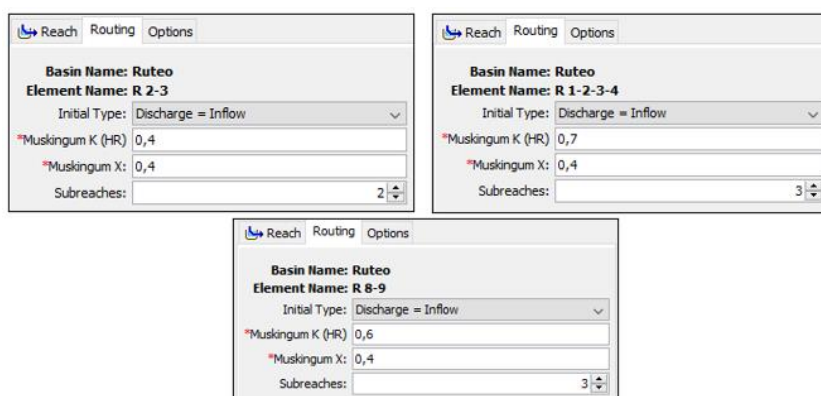 Reach Routing Options
Basin Name: Ruteo
Element Name: R 2-3
Initial Type: Discharge = Inflow
*Muskingum K (HR) 0,4
*Muskingum X: 0,4
Subreaches: 2
Reach Routing Options
Basin Name: Ruteo
Element Name: R 1-2-3-4
Initial Type: Discharge = Inflow
*Muskingum K (HR) 0,7
*Muskingum X: 0,4
Subreaches: 3
Reach Routing Options
Basin Name: Ruteo
Element Name: R 8-9
Initial Type: Discharge = Inflow
*Muskingum K (HR) 0,6
*Muskingum X: 0,4
Subreaches: 3